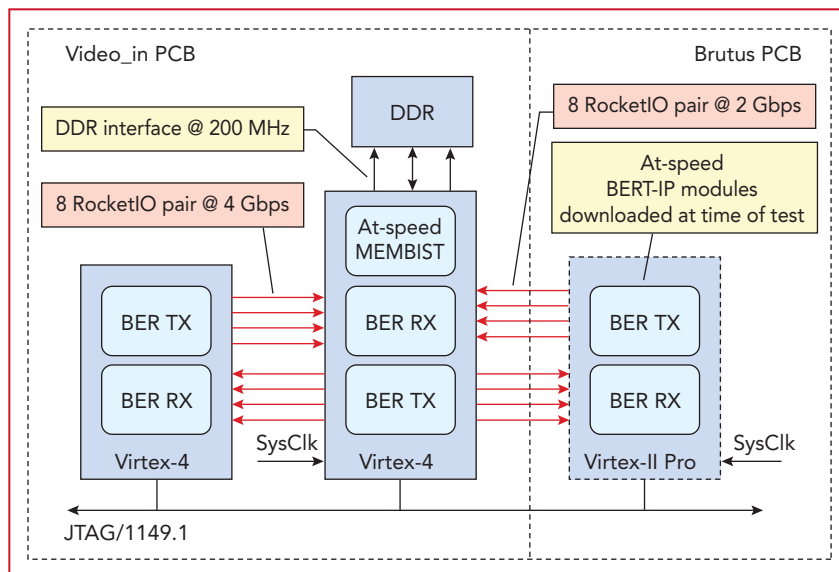 Video_in PCB
Brutus PCB
DDR
DDR interface @ 200 MHz
8 RocketIO pair @ 2 Gbps
8 RocketIO pair @ 4 Gbps
At-speed
BERT-IP modules
downloaded at time of test
At-speed
MEMBIST
BER TX
BER RX
BER TX
BER RX
BER TX
BER RX
SysClk
SysClk
Virtex-4
Virtex-4
Virtex-II Pro
JTAG/1149.1